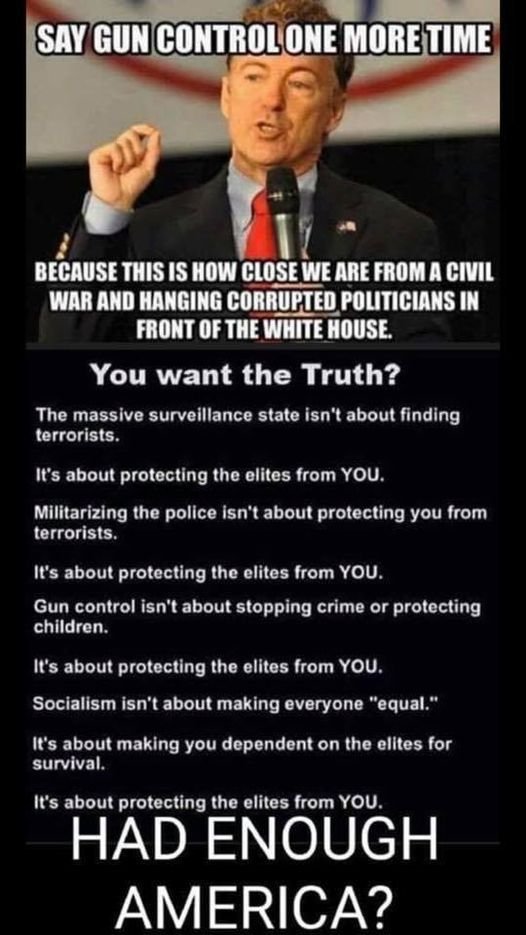 SAY GUN CONTROL ONE MORE TIME
BECAUSE THIS IS HOW CLOSE WE ARE FROM A CIVIL
WAR AND HANGING CORRUPTED POLITICIANS IN
FRONT OF THE WHITE HOUSE.
You want the Truth?
The massive surveillance state isn't about finding
terrorists.
It's about protecting the elites from YOU.
Militarizing the police isn't about protecting you from
terrorists.
It's about protecting the elites from YOU.
Gun control isn't about stopping crime or protecting
children.
It's about protecting the elites from YOU.
Socialism isn't about making everyone "equal."
It's about making you dependent on the elites for
survival.
It's about protecting the elites from YOU.
HAD ENOUGH
AMERICA?